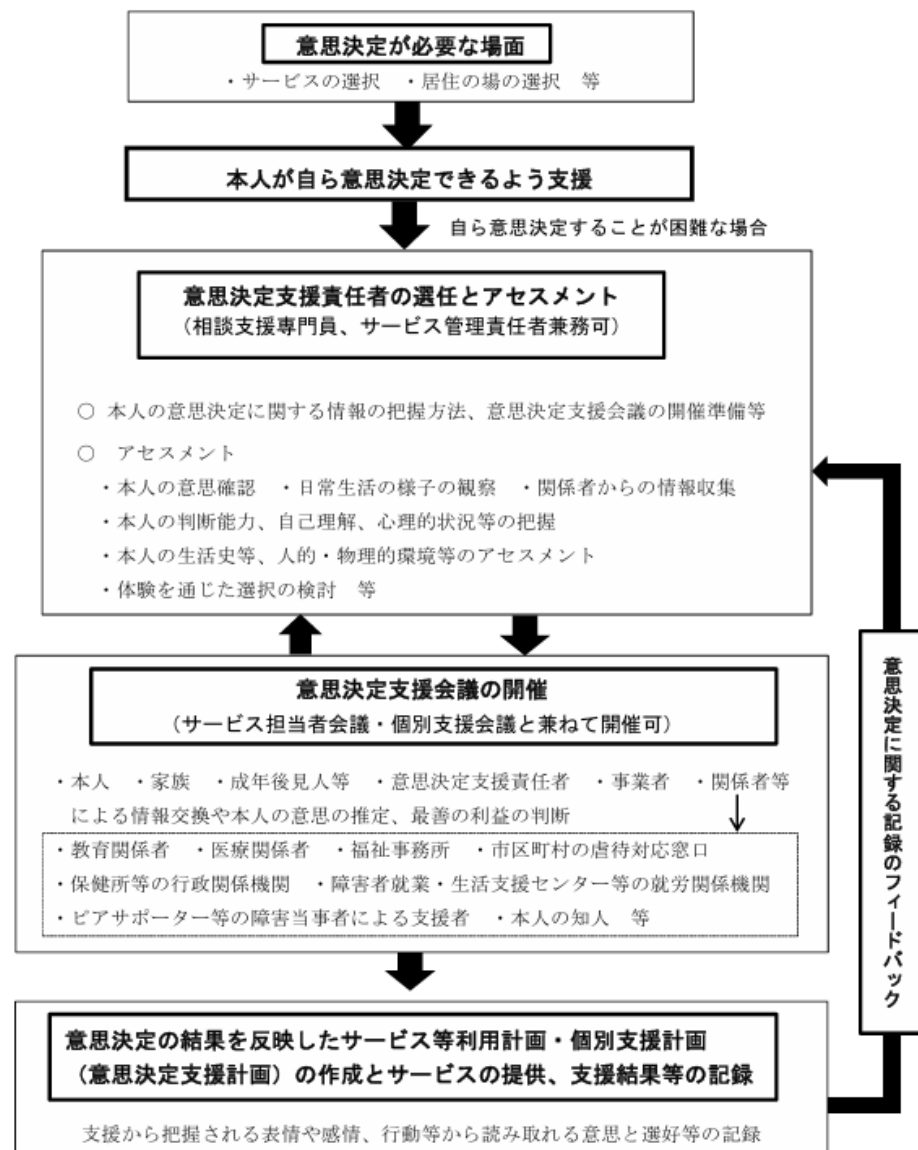 意思決定が必要な場面
・サービスの選択　・居住の場の選択　等
本人が自ら意思決定できるよう支援
自ら意思決定することが困難な場合
意思決定支援責任者の選任とアセスメント
（相談支援専門員、サービス管理責任者兼務可）
○ 本人の意思決定に関する情報の把握方法、意思決定支援会議の開催準備等
○　アセスメント
・本人の意思確認　・日常生活の様子の観察　・関係者からの情報収集
・本人の判断能力、自己理解、心理的状況等の把握
・本人の生活史等、人的・物理的環境等のアセスメント
・体験を通じた選択の検討　等
意思決定支援会議の開催
（サービス担当者会議・個別支援会議と兼ねて開催可）
・本人　・家族　・成年後見人等　・意思決定支援責任者　・事業者　・関係者等
による情報交換や本人の意思の推定、最善の利益の判断
・教育関係者　・医療関係者　・福祉事務所　・市区町村の虐待対応窓口
・保健所等の行政関係機関　・障害者就業・生活支援センター等の就労関係機関
・ピアサポーター等の障害当事者による支援者　・本人の知人　等
意思決定の結果を反映したサービス等利用計画・個別支援計画
（意思決定支援計画）の作成とサービスの提供、支援結果等の記録
支援から把握される表情や感情、行動等から読み取れる意思と選好等の記録
意思決定に関する記録のフィードバック